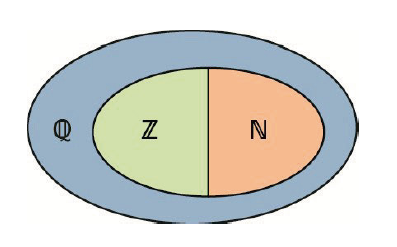 ℚ ℤ ℕ